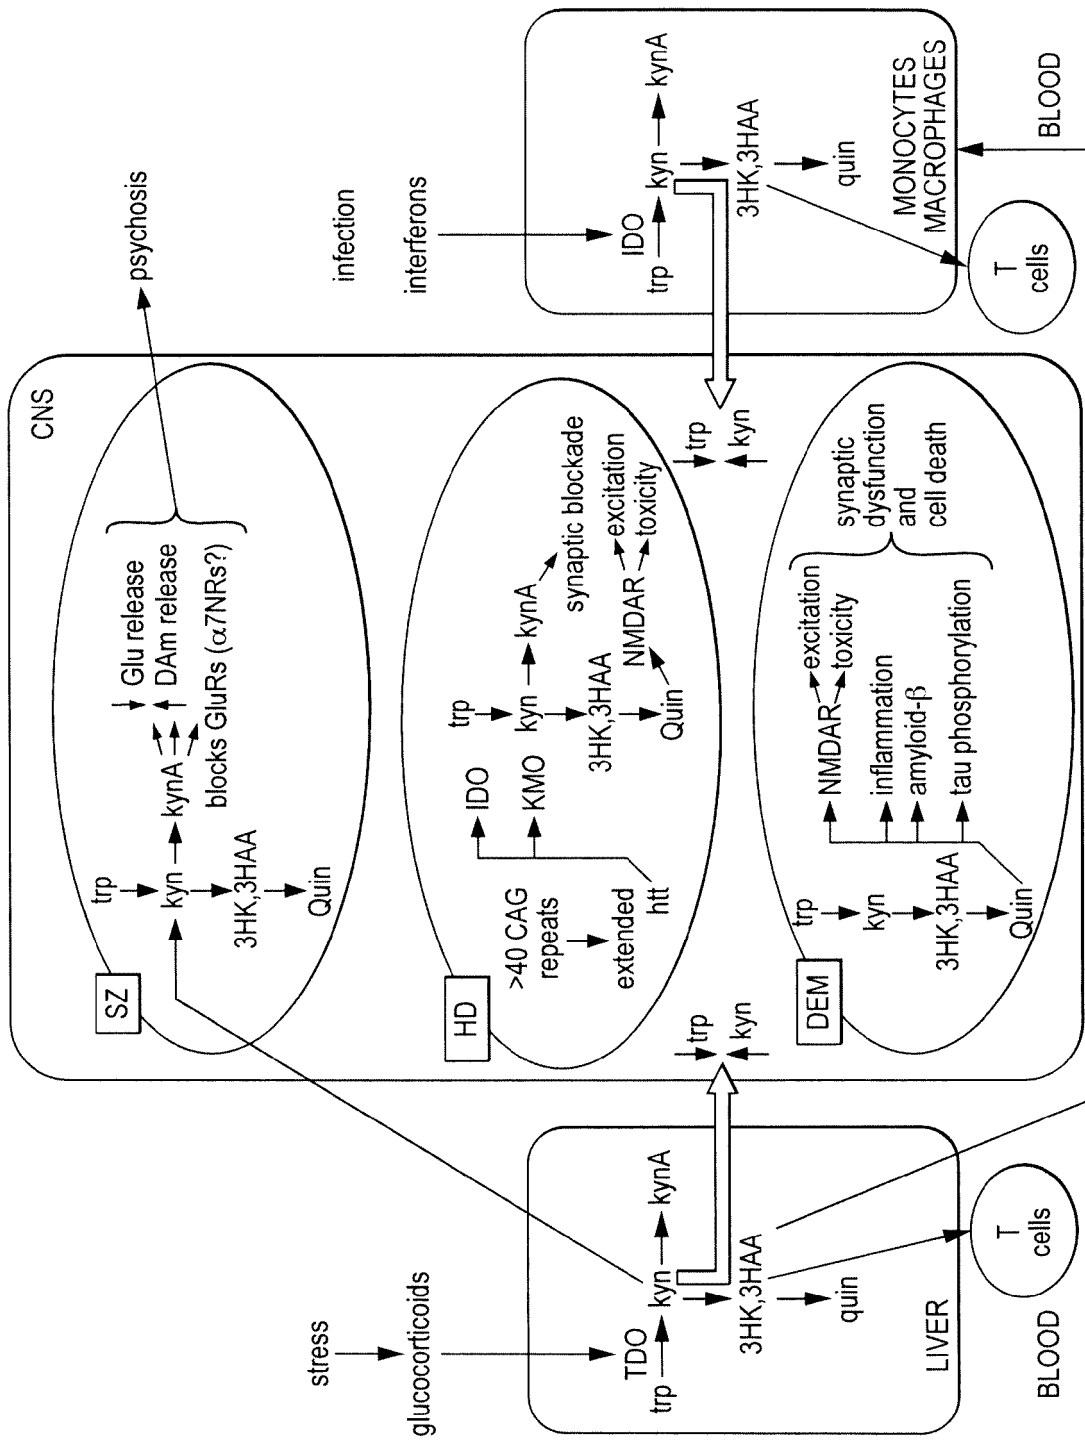 stress
glucocorticoids
TDO
trp
kyn
kynA
3HK,3HAA
quin
LIVER
BLOOD
T
cells
CNS
SZ
trp
kyn
kynA
3HK,3HAA
Quin
Glu release
DAm release
blocks GluRs (α7NRs?)
psychosis
HD
>40 CAG
repeats
extended
htt
IDO
KMO
trp
kyn
kynA
synaptic blockade
3HK,3HAA
Quin
NMDAR
excitation
toxicity
trp
kyn
trp
kyn
DEM
trp
kyn
3HK,3HAA
Quin
NMDAR
excitation
toxicity
inflammation
amyloid-β
tau phosphorylation
synaptic
dysfunction
and
cell death
infection
interferons
IDO
trp
kyn
kynA
3HK,3HAA
quin
MONOCYTES
MACROPHAGES
T
cells
BLOOD